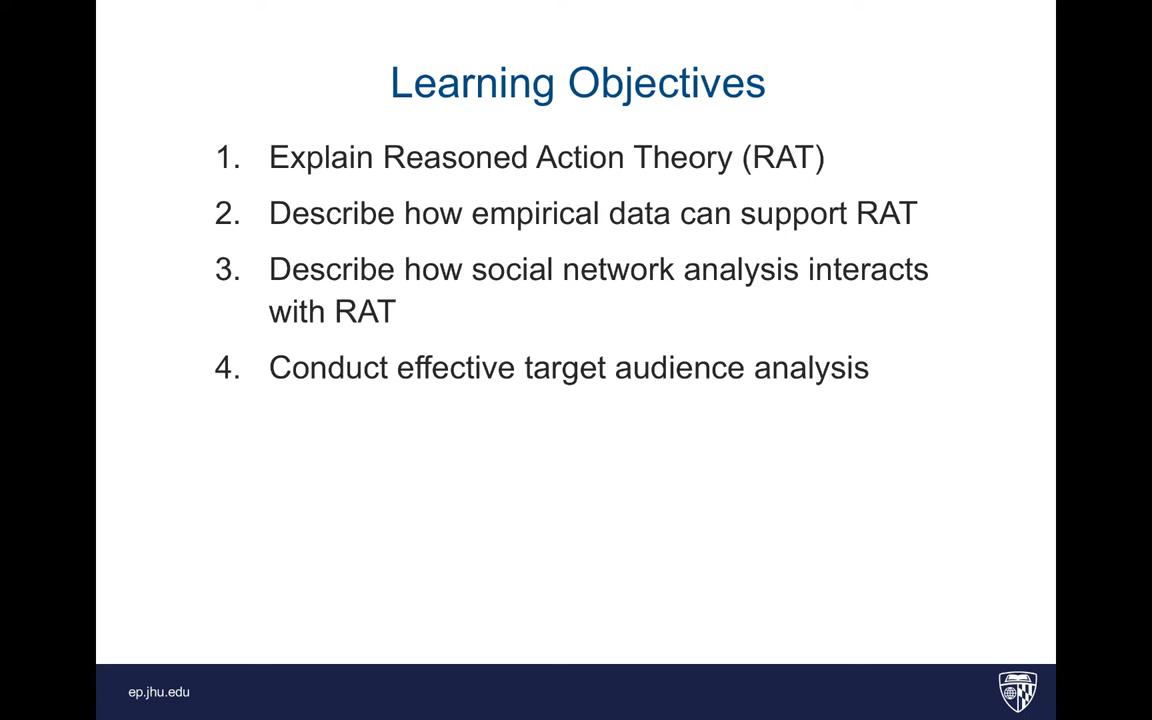 Learning Objectives
1. Explain Reasoned Action Theory (RAT)
2. Describe how empirical data can support RAT
3. Describe how social network analysis interacts
with RAT
4. Conduct effective target audience analysis
ep.jhu.edu